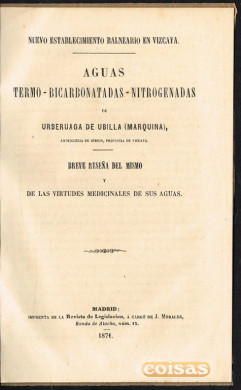 NUEVO ESTABLECIMIENTO BALNEARIO EN VIZCAYA.
AGUAS
TERMO-BICARBONATADAS-NITROGENADAS
DE
URBERUAGA DE UBILLA (MARQUINA),
ANTEIGLESIA DE JEMEIN, PROVINCIA DE VIZCAYA.
BREVE RESEÑA DEL MISMO
Y
DE LAS VIRTUDES MEDICINALES DE SUS AGUAS.
MADRID:
IMPRENTA DE LA Revista de Legislacion, Á CARGO DE J. MORALES,
Ronda de Atocha, núm. 15.
1871.
coisas